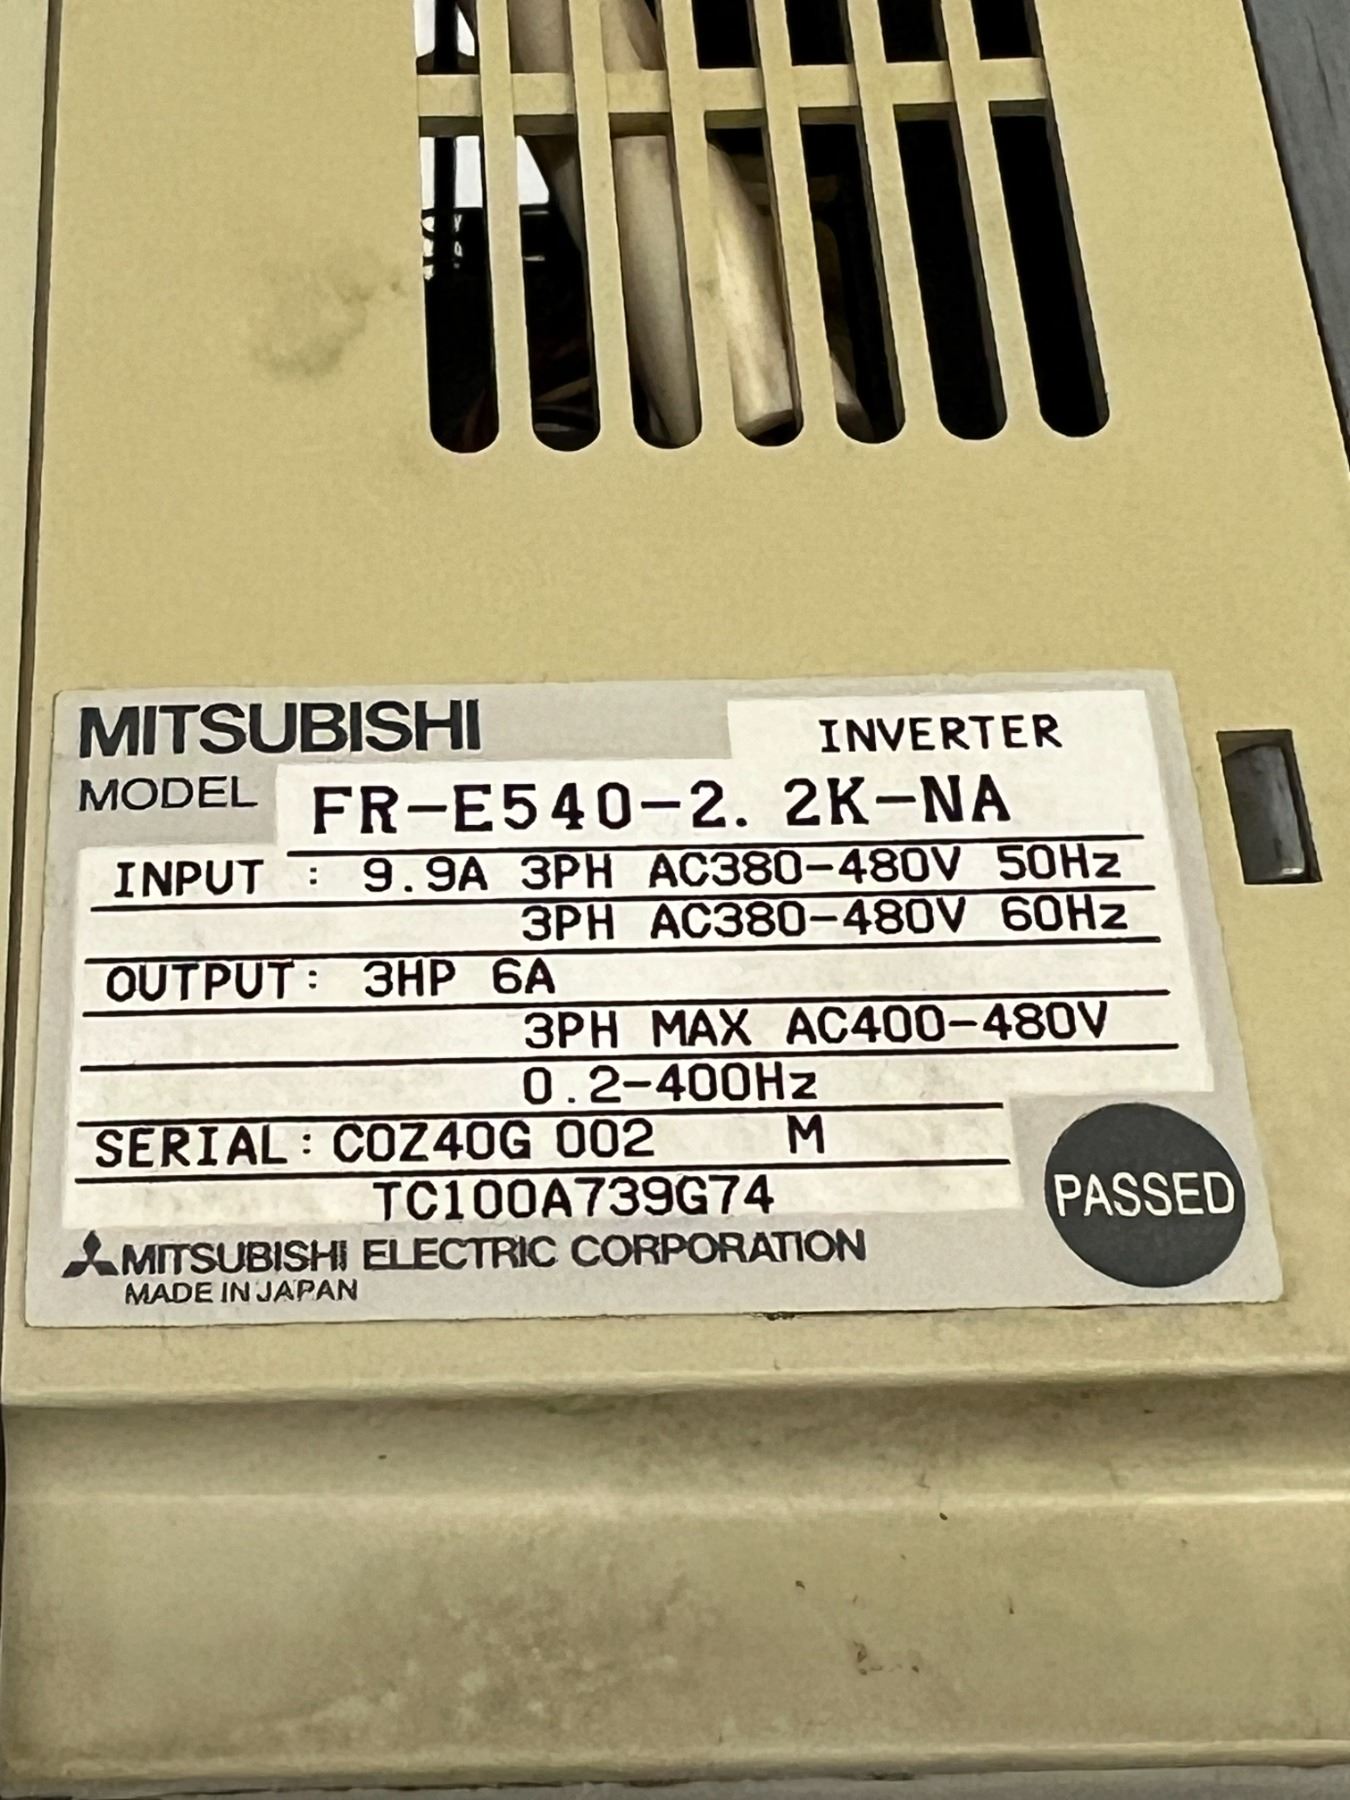 MITSUBISHI INVERTER
MODEL FR-E540-2.2K-NA
INPUT : 9.9A 3PH AC380-480V 50Hz
3PH AC380-480V 60Hz
OUTPUT: 3HP 6A
3PH MAX AC400-480V
0.2-400Hz
SERIAL: C0Z40G 002 M
TC100A739G74
PASSED
MITSUBISHI ELECTRIC CORPORATION
MADE IN JAPAN